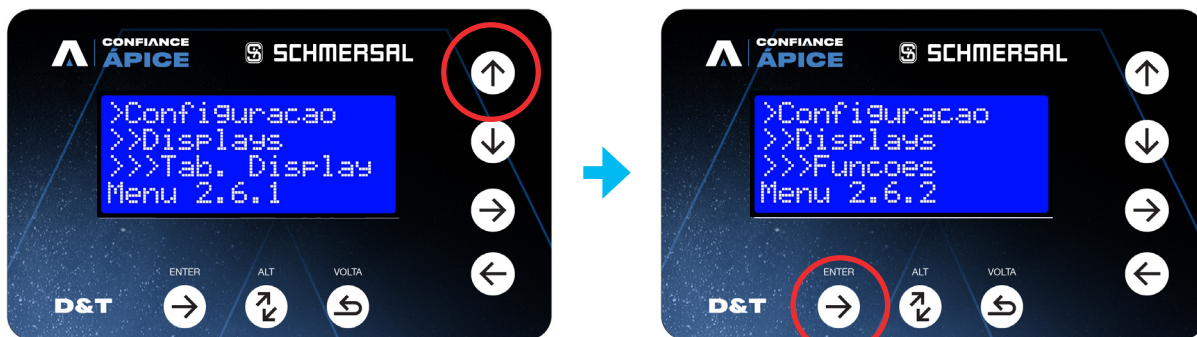 CONFIANCE
ÁPICE
SCHMERSAL
>Configuracao
>>Displays
>>>Tab. Display
Menu 2.6.1
ENTER
ALT
VOLTA
D&T
CONFIANCE
ÁPICE
SCHMERSAL
>Configuracao
>>Displays
>>>Funcoes
Menu 2.6.2
ENTER
ALT
VOLTA
D&T